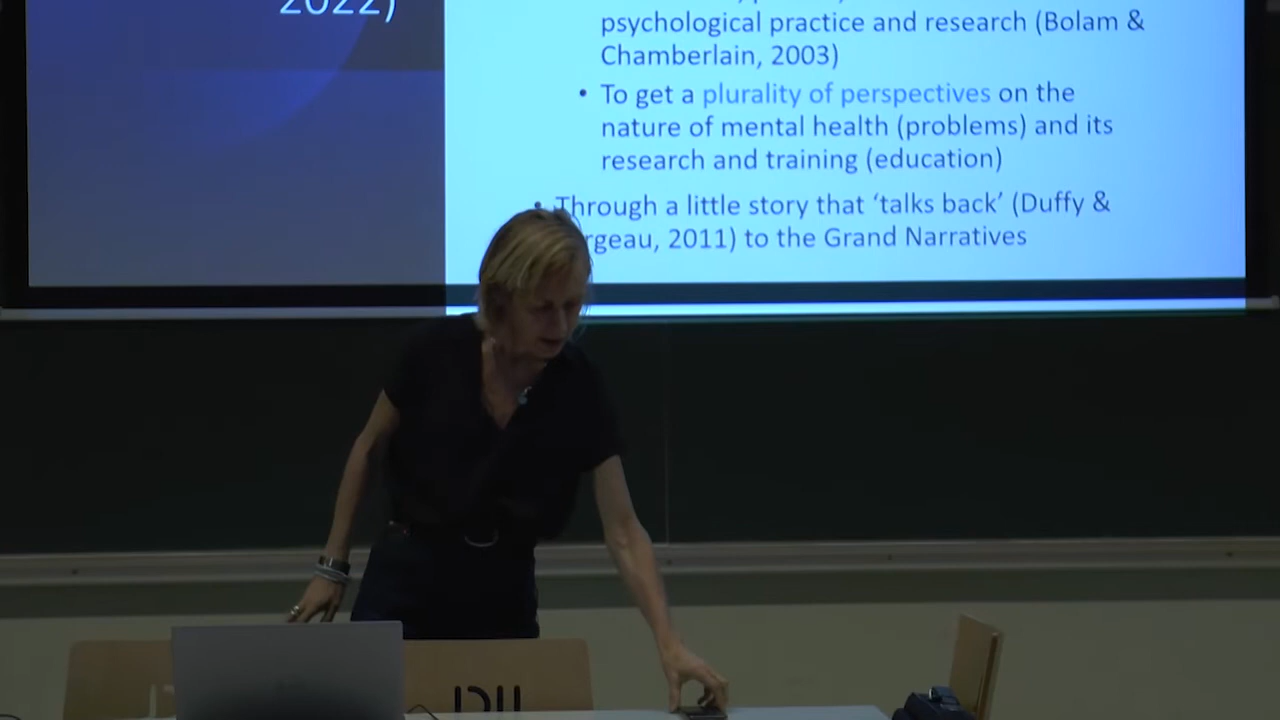 2022)
psychological practice and research (Bolam &
Chamberlain, 2003)
• To get a plurality of perspectives on the
nature of mental health (problems) and its
research and training (education)
• Through a little story that ‘talks back’ (Duffy &
rgeau, 2011) to the Grand Narratives